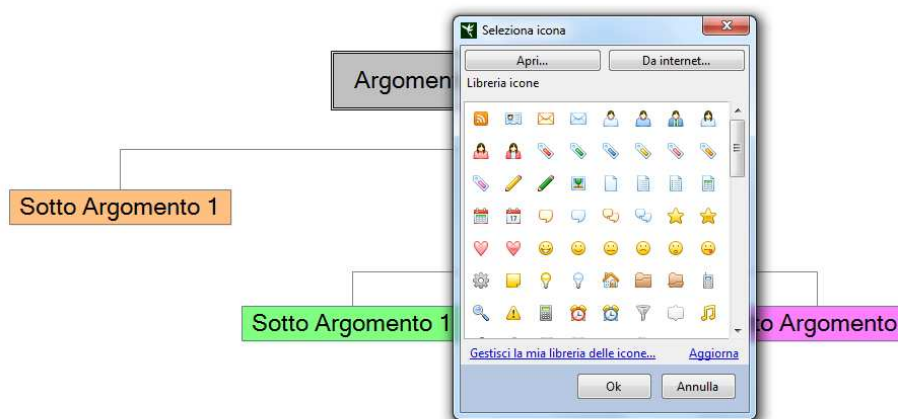 Seleziona icona
Apri... Da internet...
Libreria icone
Argomen
Sotto Argomento 1
17
Sotto Argomento 1
to Argomento
Gestisci la mia libreria delle icone... Aggiorna
Ok Annulla